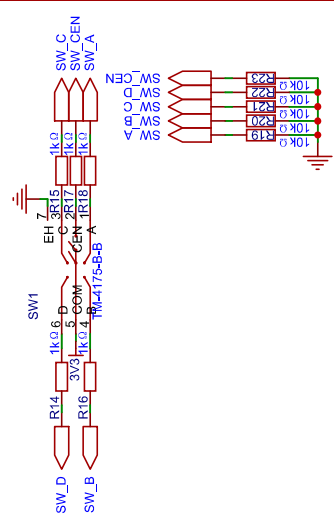 SW_C
SW_CEN
SW_A
1kΩ
1kΩ
R15
R17
R18
7
3
2
1
EH
C
CEN
A
SW1
TM-4175-B-B
D
COM
B
6
5
4
1kΩ
1kΩ
3V3
R14
R16
SW_D
SW_B
SW_CEN
R23
10kΩ
SW_D
R22
10kΩ
SW_C
R21
10kΩ
SW_B
R20
10kΩ
SW_A
R19
10kΩ